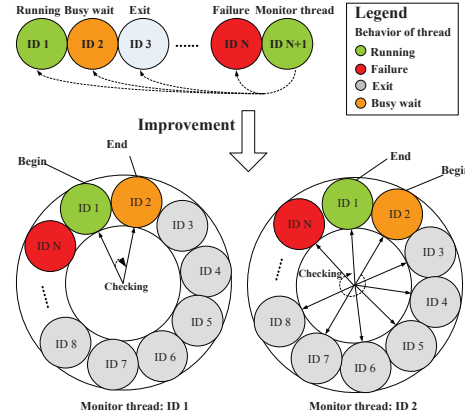 Running Busy wait Exit Failure Monitor thread
ID 1 ID 2 ID 3 ...... ID N ID N+1
Legend
Behavior of thread
Running
Failure
Exit
Busy wait
Improvement
Begin
End
ID 1
ID 2
ID 3
ID 4
ID 5
ID 6
ID 7
ID 8
ID N
Checking
Monitor thread: ID 1
End
Begin
ID N
ID 1
ID 2
ID 3
ID 4
ID 5
ID 6
ID 7
ID 8
Checking
Monitor thread: ID 2